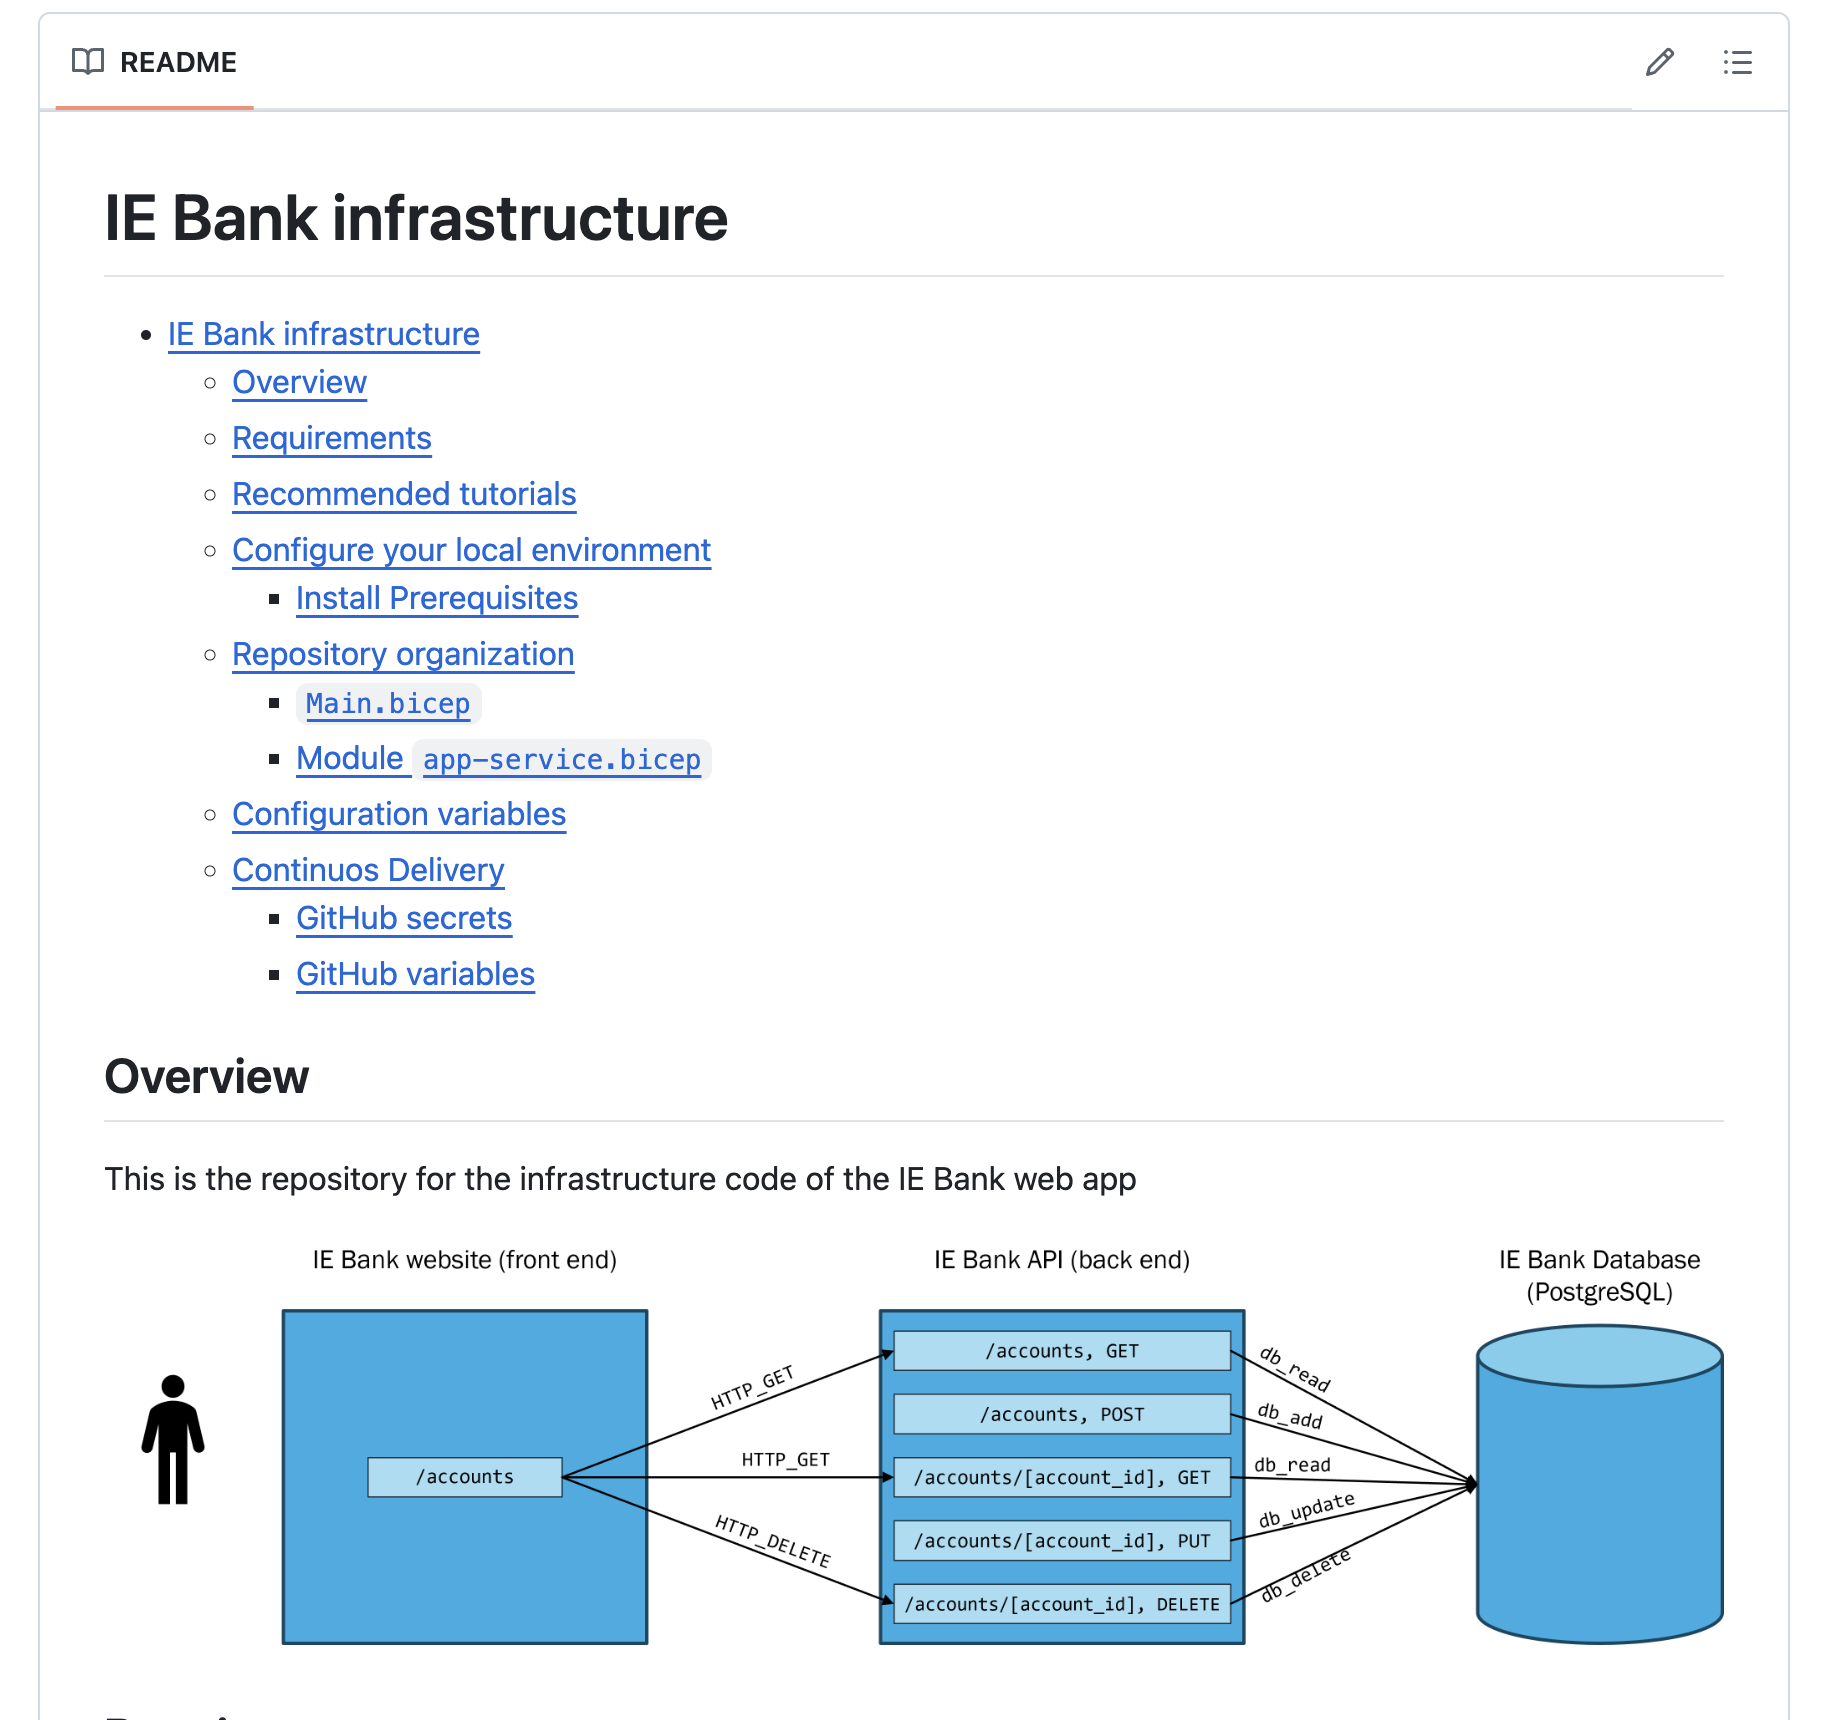 README
IE Bank infrastructure
IE Bank infrastructure
Overview
Requirements
Recommended tutorials
Configure your local environment
Install Prerequisites
Repository organization
Main.bicep
Module app-service.bicep
Configuration variables
Continuos Delivery
GitHub secrets
GitHub variables
Overview
This is the repository for the infrastructure code of the IE Bank web app
IE Bank website (front end)
/accounts
HTTP_GET
HTTP_GET
HTTP_DELETE
IE Bank API (back end)
/accounts, GET
/accounts, POST
/accounts/[account_id], GET
/accounts/[account_id], PUT
/accounts/[account_id], DELETE
db_read
db_add
db_read
db_update
db_delete
IE Bank Database
(PostgreSQL)